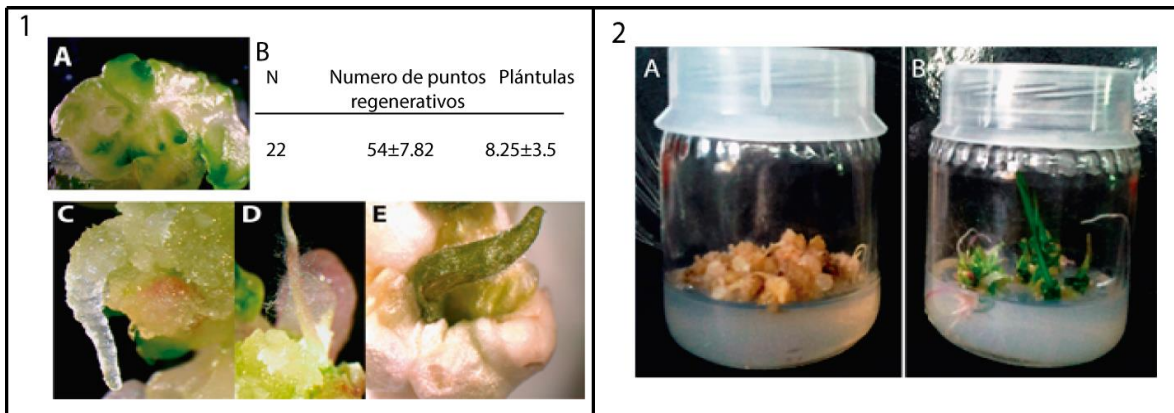 1
A
B
N Numero de puntos regenerativos Plántulas
22 54±7.82 8.25±3.5
C D E
2
A B